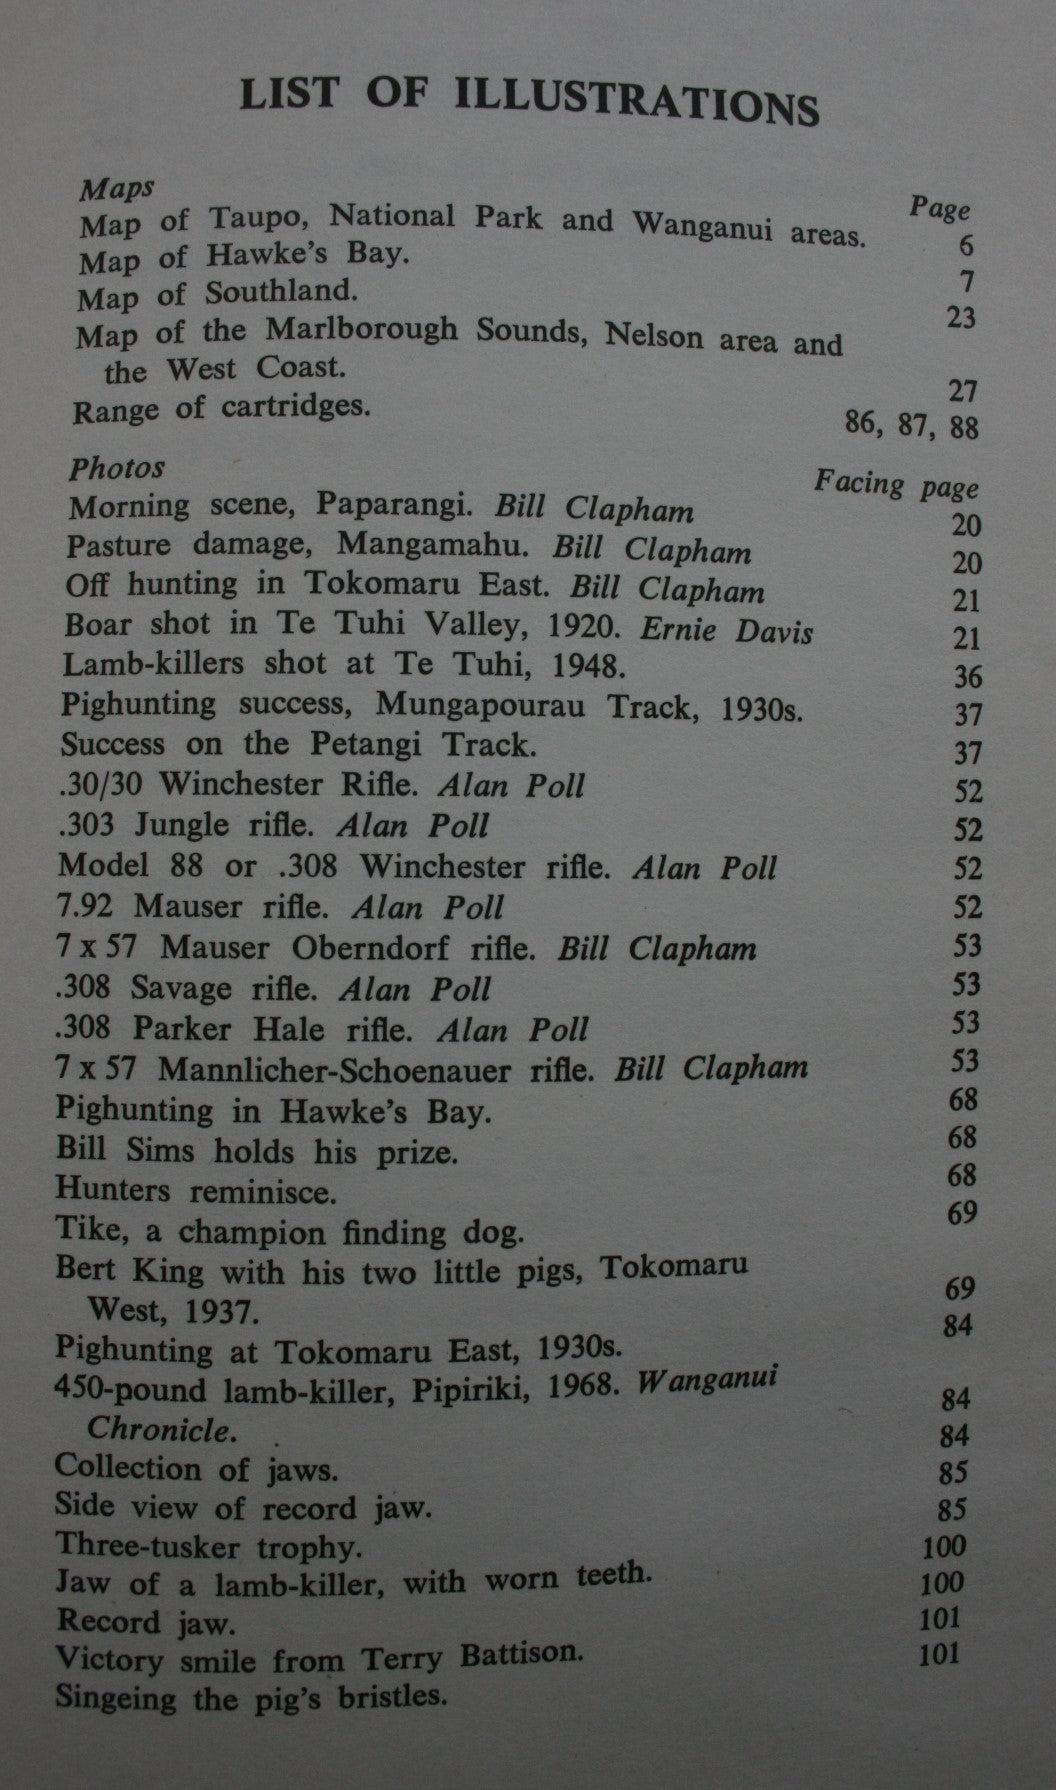 LIST OF ILLUSTRATIONS
Maps Page
Map of Taupo, National Park and Wanganui areas. 6
Map of Hawke's Bay. 7
Map of Southland. 23
Map of the Marlborough Sounds, Nelson area and
the West Coast. 27
Range of cartridges. 86, 87, 88
Photos Facing page
Morning scene, Paparangi. Bill Clapham 20
Pasture damage, Mangamahu. Bill Clapham 20
Off hunting in Tokomaru East. Bill Clapham 21
Boar shot in Te Tuhi Valley, 1920. Ernie Davis 21
Lamb-killers shot at Te Tuhi, 1948. 36
Pighunting success, Mungapourau Track, 1930s. 37
Success on the Petangi Track. 37
.30/30 Winchester Rifle. Alan Poll 52
.303 Jungle rifle. Alan Poll 52
Model 88 or .308 Winchester rifle. Alan Poll 52
7.92 Mauser rifle. Alan Poll 52
7 x 57 Mauser Oberndorf rifle. Bill Clapham 53
.308 Savage rifle. Alan Poll 53
.308 Parker Hale rifle. Alan Poll 53
7 x 57 Mannlicher-Schoenauer rifle. Bill Clapham 53
Pighunting in Hawke's Bay. 68
Bill Sims holds his prize. 68
Hunters reminisce. 68
Tike, a champion finding dog. 69
Bert King with his two little pigs, Tokomaru
West, 1937. 69
Pighunting at Tokomaru East, 1930s. 84
450-pound lamb-killer, Pipiriki, 1968. Wanganui
Chronicle. 84
Collection of jaws. 84
Side view of record jaw. 85
Three-tusker trophy. 85
Jaw of a lamb-killer, with worn teeth. 100
Record jaw. 100
Victory smile from Terry Battison. 101
Singeing the pig's bristles. 101